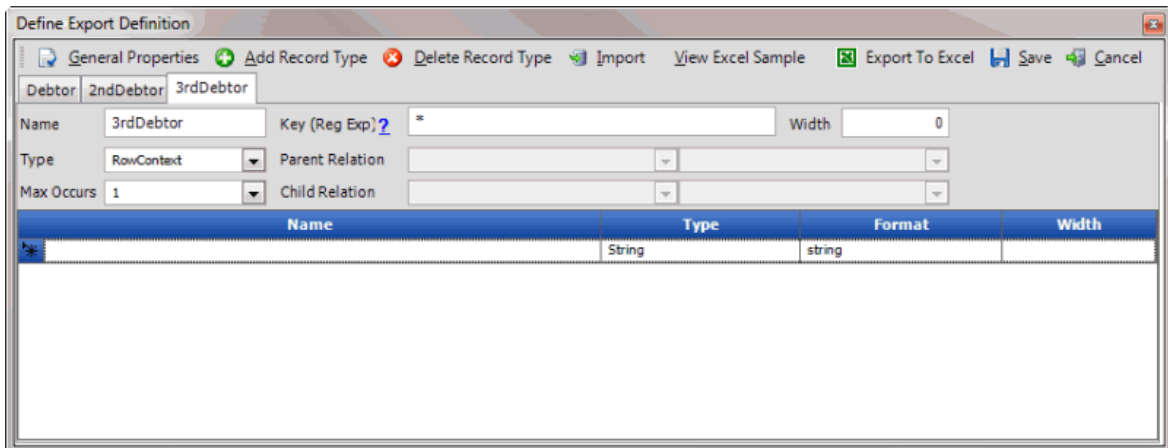 Define Export Definition
General Properties Add Record Type Delete Record Type Import View Excel Sample Export To Excel Save Cancel
Debtor 2ndDebtor 3rdDebtor
Name 3rdDebtor Key (Reg Exp) ? * Width 0
Type RowContext Parent Relation
Max Occurs 1 Child Relation
Name Type Format Width
String string